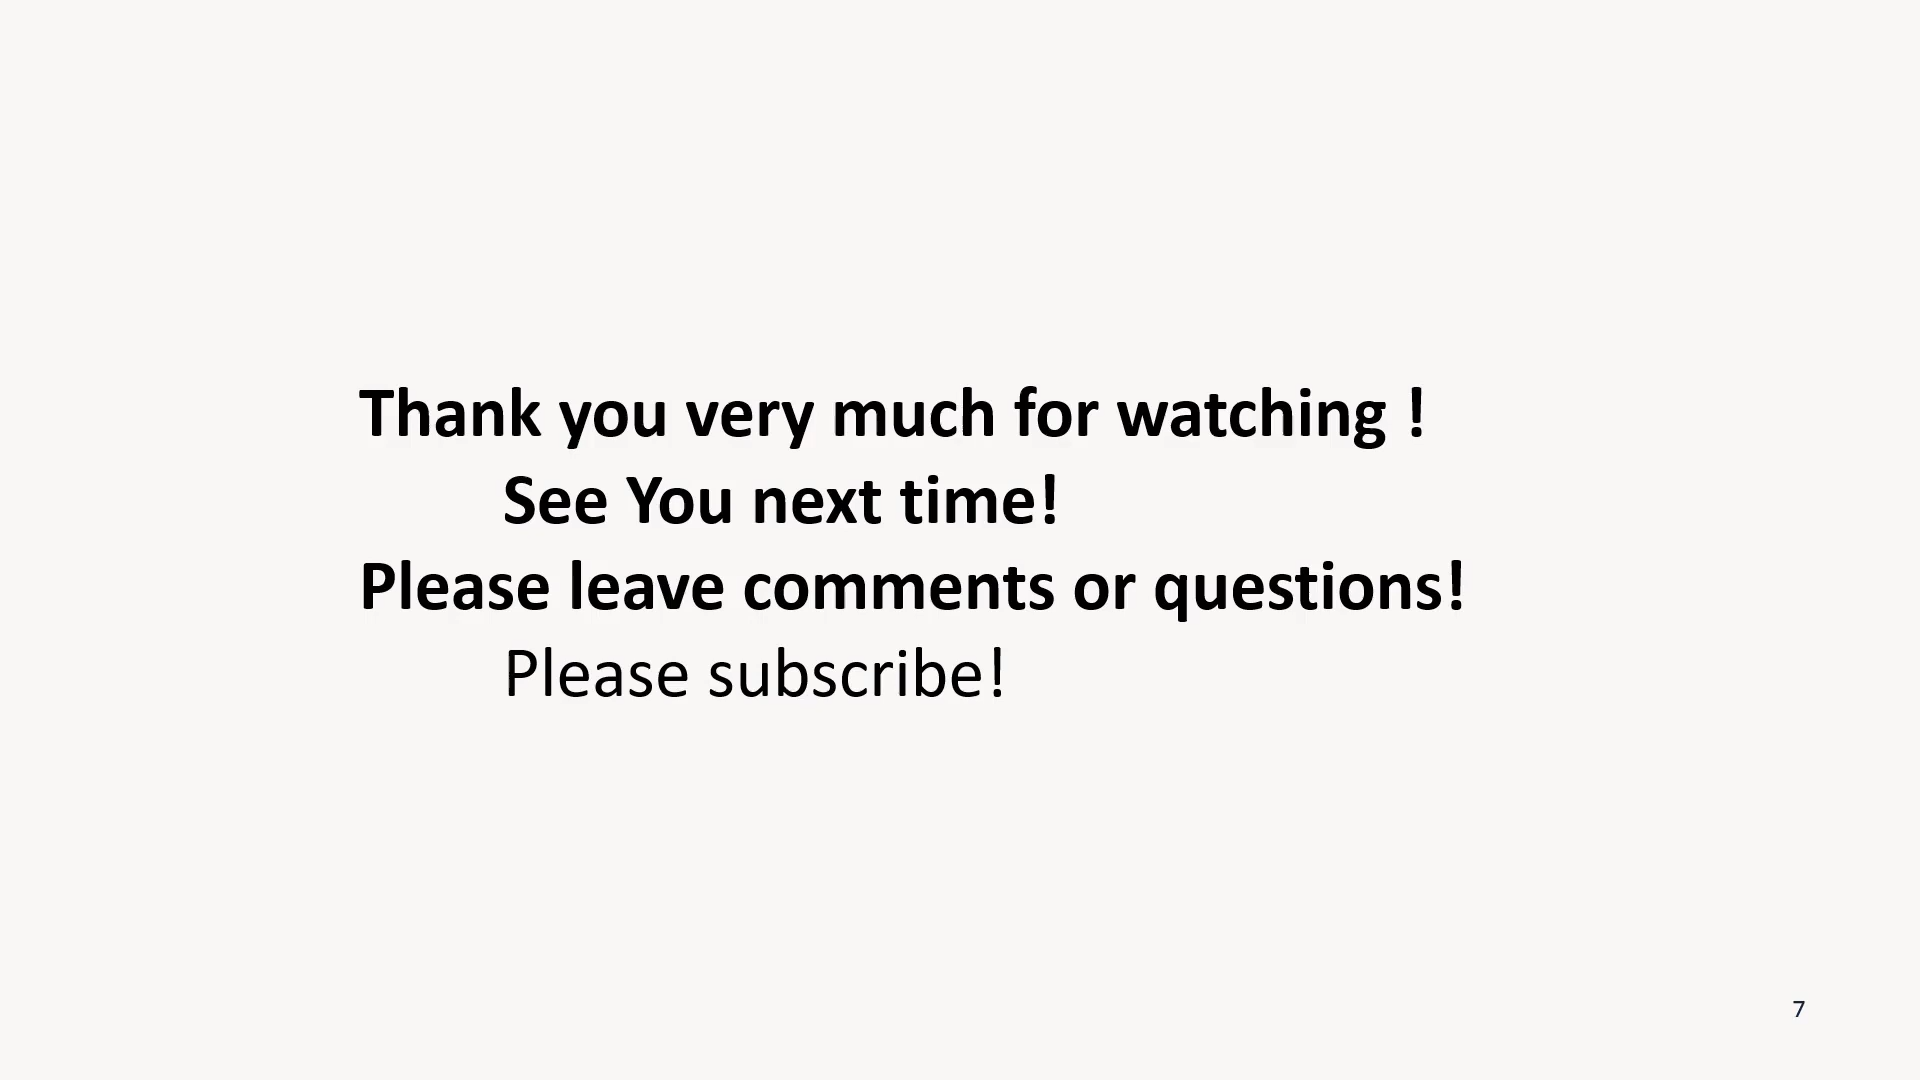 Thank you very much for watching !
See You next time!
Please leave comments or questions!
Please subscribe!
7